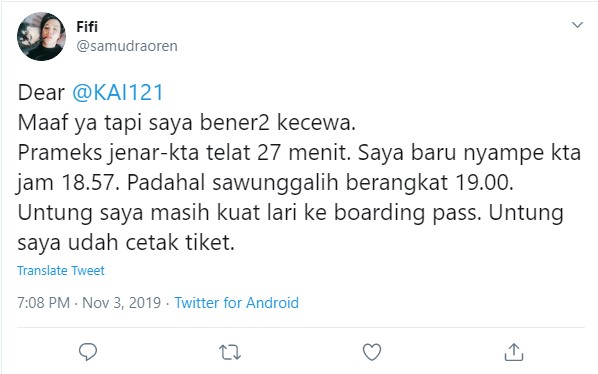 Fifi
@samudraoren
Dear @KAI121
Maaf ya tapi saya bener2 kecewa.
Prameks jenar-kta telat 27 menit. Saya baru nyampe kta
jam 18.57. Padahal sawunggalih berangkat 19.00.
Untung saya masih kuat lari ke boarding pass. Untung
saya udah cetak tiket.
Translate Tweet
7:08 PM · Nov 3, 2019 · Twitter for Android